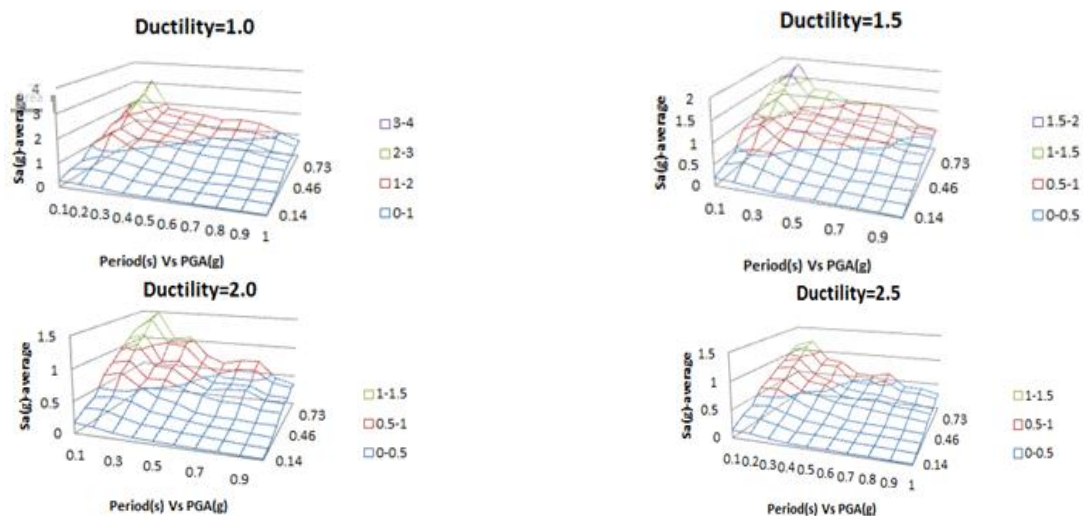 Ductility=1.0
Sa(g)-average
4
3
2
1
0
0.1 0.2 0.3 0.4 0.5 0.6 0.7 0.8 0.9 1
0.14
0.46
0.73
Period(s) Vs PGA(g)
3-4
2-3
1-2
0-1
Ductility=1.5
Sa(g)-average
2
1.5
1
0.5
0
0.1 0.3 0.5 0.7 0.9
0.14
0.46
0.73
Period(s) Vs PGA(g)
1.5-2
1-1.5
0.5-1
0-0.5
Ductility=2.0
Sa(g)-average
1.5
1
0.5
0
0.1 0.3 0.5 0.7 0.9
0.14
0.46
0.73
Period(s) Vs PGA(g)
1-1.5
0.5-1
0-0.5
Ductility=2.5
Sa(g)-average
1.5
1
0.5
0
0.1 0.2 0.3 0.4 0.5 0.6 0.7 0.8 0.9 1
0.14
0.46
0.73
Period(s) Vs PGA(g)
1-1.5
0.5-1
0-0.5